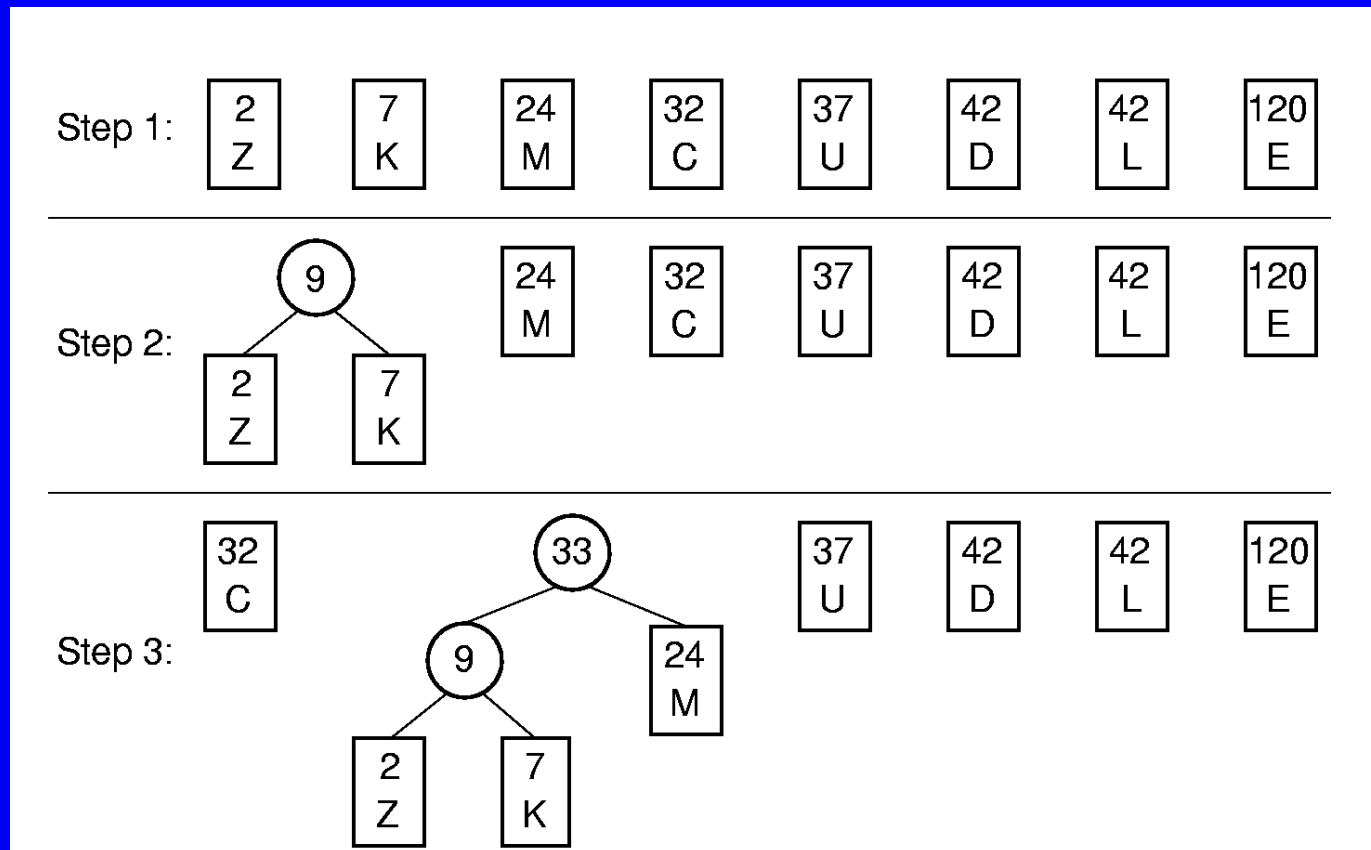 Step 1:
2 7 24 32 37 42 42 120
Z K M C U D L E
Step 2:
9
24 32 37 42 42 120
M C U D L E
2 7
Z K
Step 3:
32 33 37 42 42 120
C U D L E
9 24
M
2 7
Z K